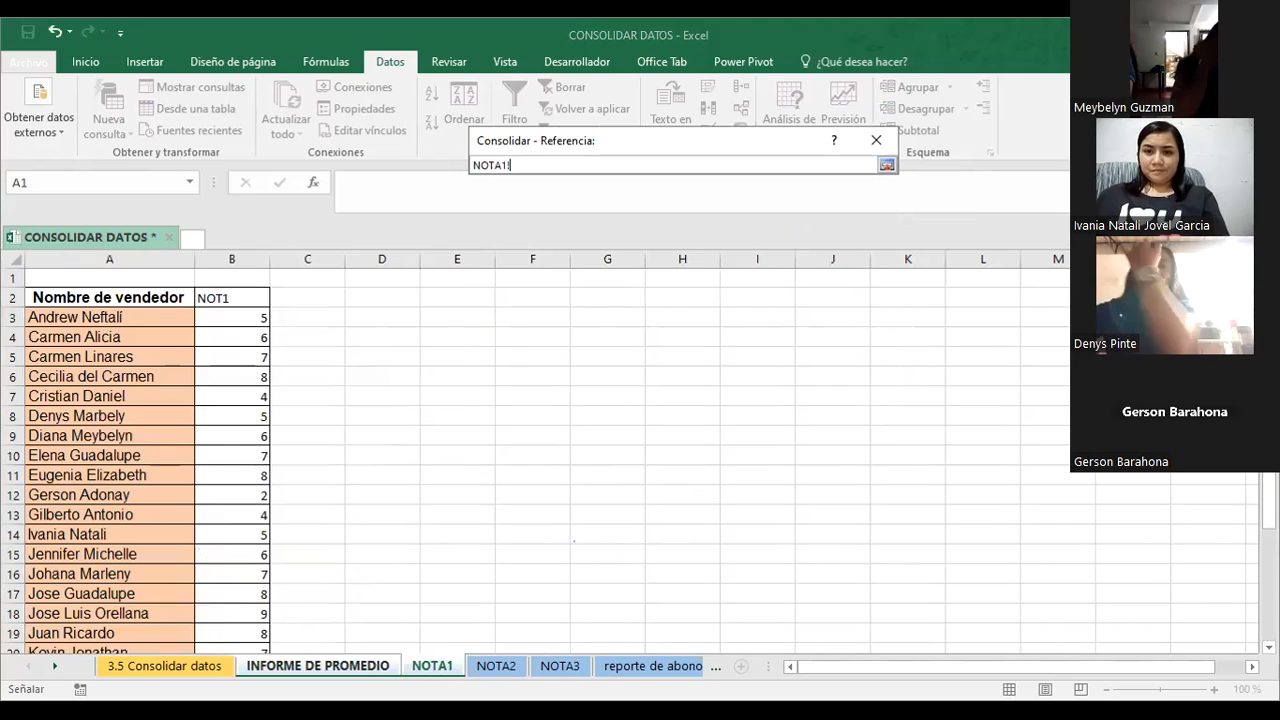 CONSOLIDAR DATOS - Excel
Archivo Inicio Insertar Diseño de página Fórmulas Datos Revisar Vista Desarrollador Office Tab Power Pivot ¿Qué desea hacer?
Obtener datos externos
Nueva consulta
Mostrar consultas
Desde una tabla
Fuentes recientes
Obtener y transformar
Actualizar todo
Conexiones
Propiedades
Editar vínculos
Conexiones
Ordenar
Borrar
Volver a aplicar
Texto en
Análisis de
Previsión
Agrupar
Desagrupar
Subtotal
Esquema
Consolidar - Referencia:
? 
NOTA1!
A1
fx
CONSOLIDAR DATOS *
A B C D E F G H I J K L M
1
2 Nombre de vendedor NOT1
3 Andrew Neftalí 5
4 Carmen Alicia 6
5 Carmen Linares 7
6 Cecilia del Carmen 8
7 Cristian Daniel 4
8 Denys Marbely 5
9 Diana Meybelyn 6
10 Elena Guadalupe 7
11 Eugenia Elizabeth 8
12 Gerson Adonay 2
13 Gilberto Antonio 4
14 Ivania Natali 5
15 Jennifer Michelle 6
16 Johana Marleny 7
17 Jose Guadalupe 8
18 Jose Luis Orellana 9
19 Juan Ricardo 8
3.5 Consolidar datos INFORME DE PROMEDIO NOTA1 NOTA2 NOTA3 reporte de abono ...
Señalar
100 %
Meybelyn Guzman
Ivania Natali Jovel Garcia
Denys Pinte
Gerson Barahona
Gerson Barahona